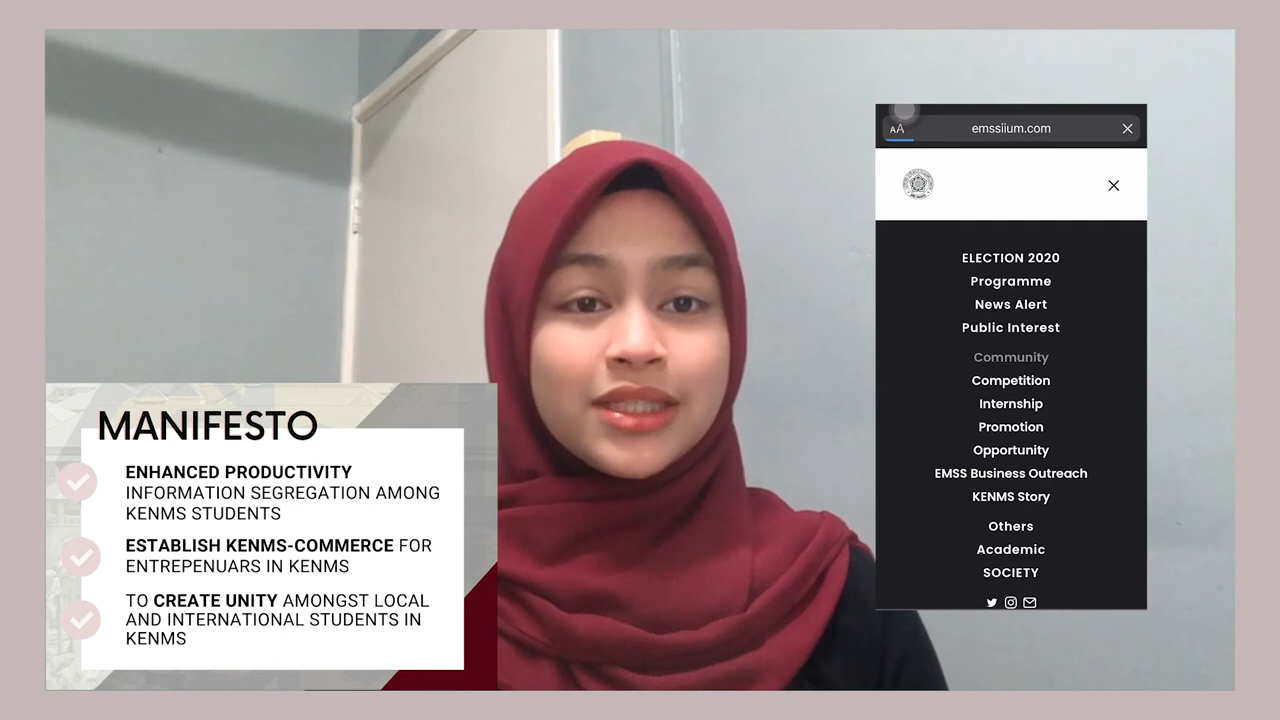 MANIFESTO
ENHANCED PRODUCTIVITY
INFORMATION SEGREGATION AMONG
KENMS STUDENTS
ESTABLISH KENMS-COMMERCE FOR
ENTREPENUARS IN KENMS
TO CREATE UNITY AMONGST LOCAL
AND INTERNATIONAL STUDENTS IN
KENMS
AA
emssiium.com
ELECTION 2020
Programme
News Alert
Public Interest
Community
Competition
Internship
Promotion
Opportunity
EMSS Business Outreach
KENMS Story
Others
Academic
SOCIETY